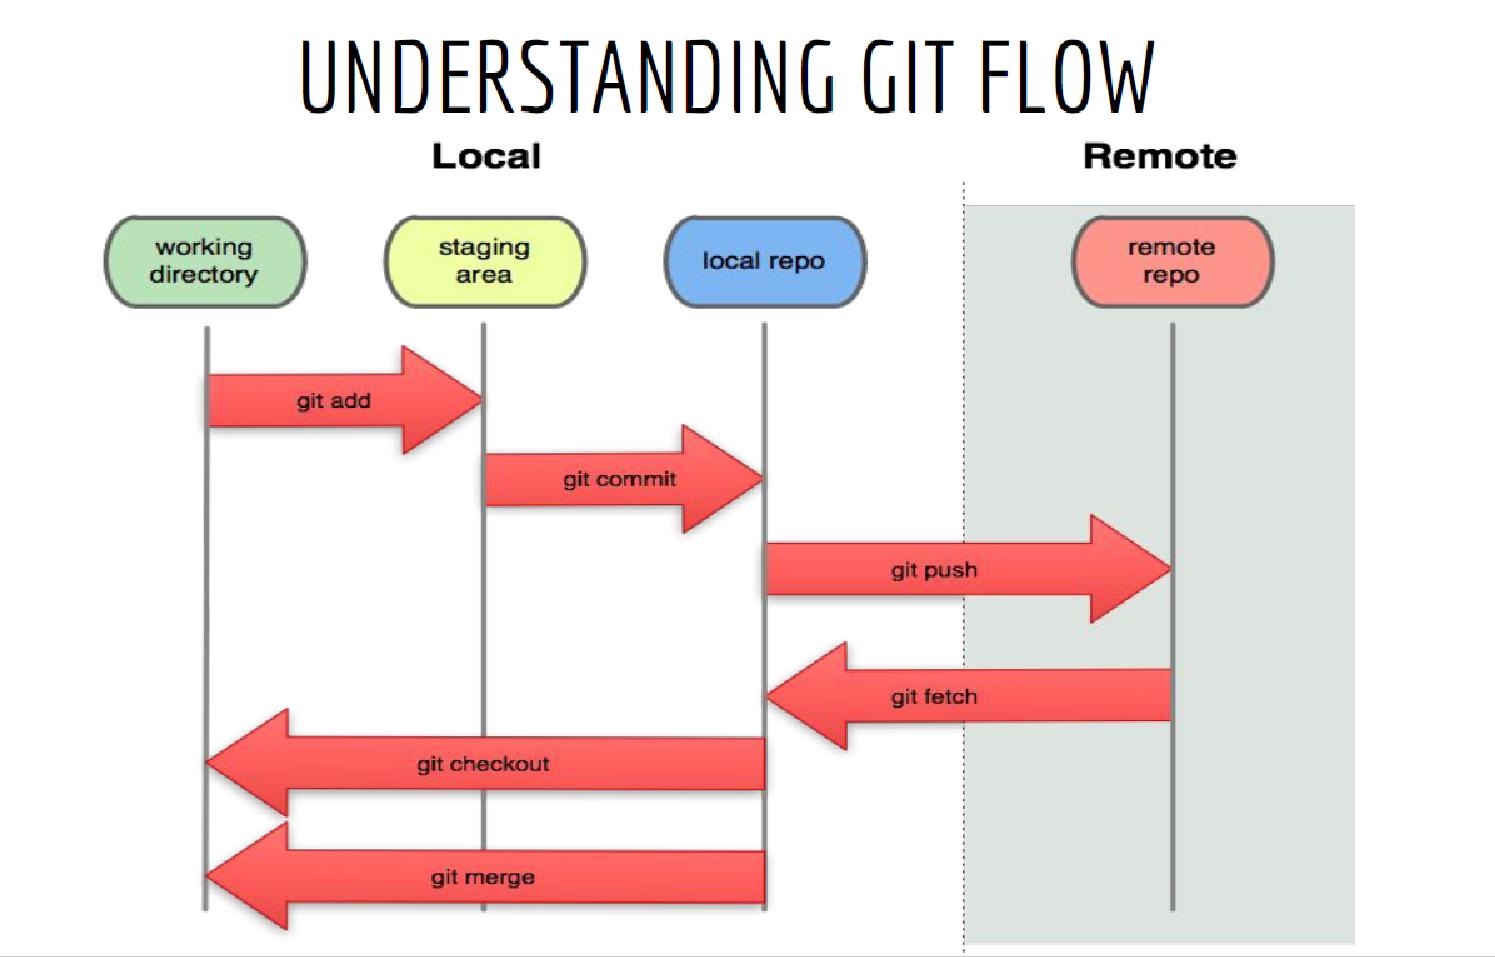 UNDERSTANDING GIT FLOW
Local
Remote
working
directory
staging
area
local repo
remote
repo
git add
git commit
git push
git fetch
git checkout
git merge